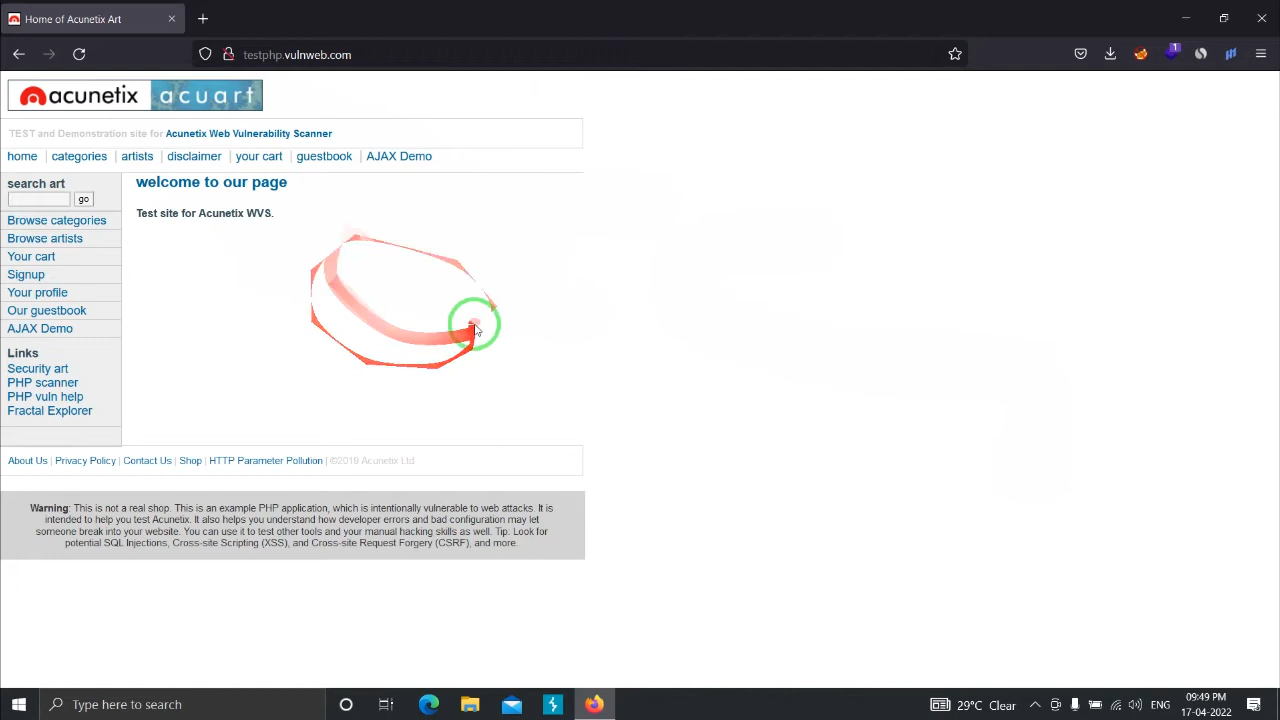 Home of Acunetix Art
testphp.vulnweb.com
1
acunetix acuart
TEST and Demonstration site for Acunetix Web Vulnerability Scanner
home | categories | artists | disclaimer | your cart | guestbook | AJAX Demo
search art
go
Browse categories
Browse artists
Your cart
Signup
Your profile
Our guestbook
AJAX Demo
Links
Security art
PHP scanner
PHP vuln help
Fractal Explorer
welcome to our page
Test site for Acunetix WVS.
About Us | Privacy Policy | Contact Us | Shop | HTTP Parameter Pollution | ©2019 Acunetix Ltd
Warning: This is not a real shop. This is an example PHP application, which is intentionally vulnerable to web attacks. It is
intended to help you test Acunetix. It also helps you understand how developer errors and bad configuration may let
someone break into your website. You can use it to test other tools and your manual hacking skills as well. Tip: Look for
potential SQL Injections, Cross-site Scripting (XSS), and Cross-site Request Forgery (CSRF), and more.
Type here to search
29°C Clear
ENG
09:49 PM
17-04-2022